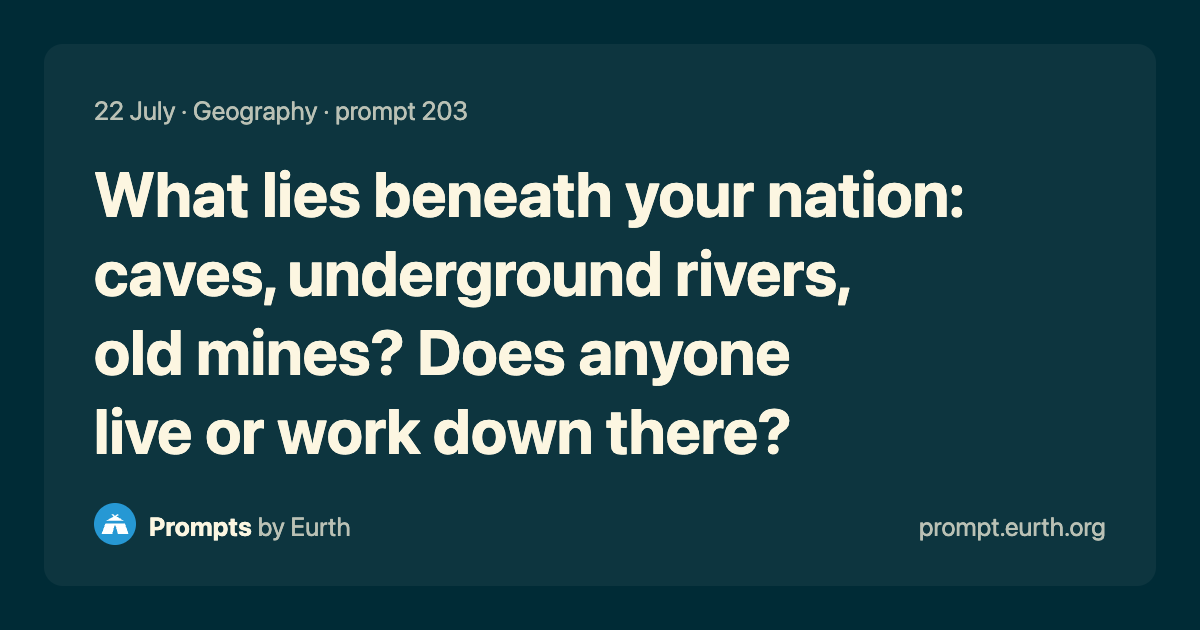 22 July · Geography · prompt 203
What lies beneath your nation:
caves, underground rivers,
old mines? Does anyone
live or work down there?
Prompts by Eurth
prompt.eurth.org